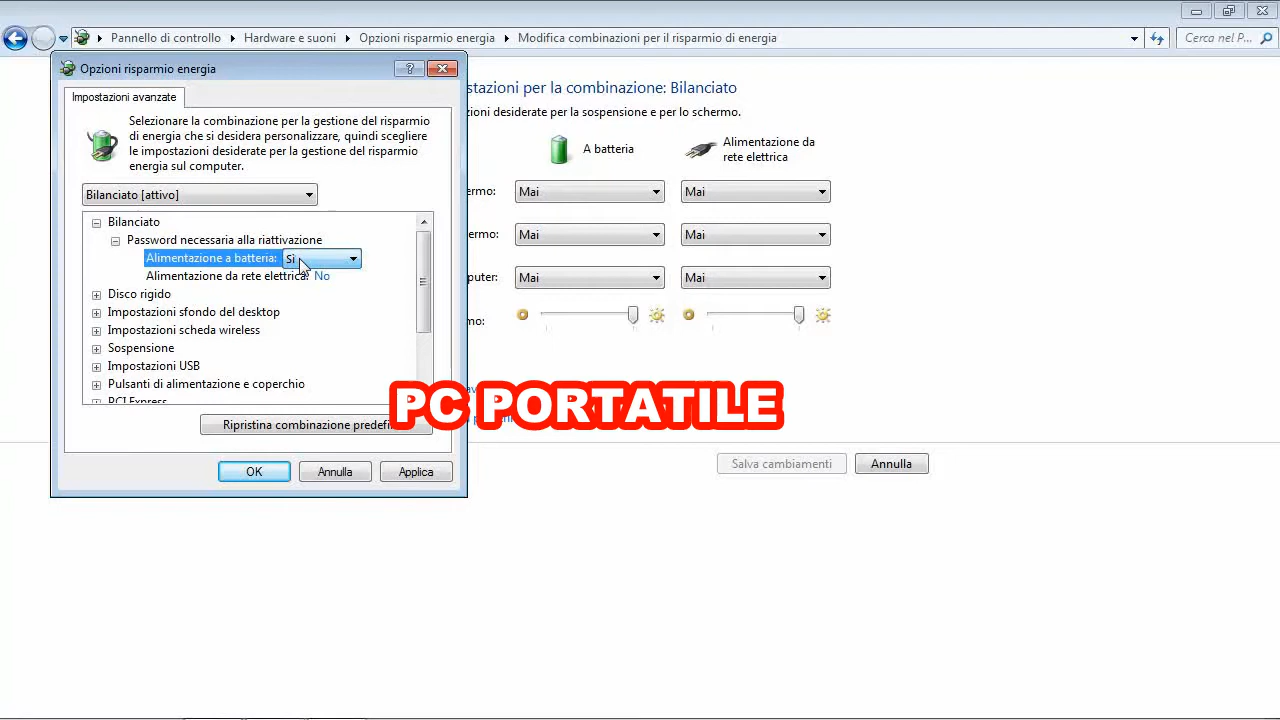 Pannello di controllo
Hardware e suoni
Opzioni risparmio energia
Modifica combinazioni per il risparmio di energia
Cerca nel P...
Opzioni risparmio energia
?
Impostazioni avanzate
Selezionare la combinazione per la gestione del risparmio
di energia che si desidera personalizzare, quindi scegliere
le impostazioni desiderate per la gestione del risparmio
energia sul computer.
Bilanciato [attivo]
Bilanciato
Password necessaria alla riattivazione
Alimentazione a batteria: Sì
Alimentazione da rete elettrica: No
Disco rigido
Impostazioni sfondo del desktop
Impostazioni scheda wireless
Sospensione
Impostazioni USB
Pulsanti di alimentazione e coperchio
PCI Express
Ripristina combinazione predefi
OK
Annulla
Applica
stazioni per la combinazione: Bilanciato
zioni desiderate per la sospensione e per lo schermo.
A batteria
Alimentazione da
rete elettrica
ermo: Mai Mai
ermo: Mai Mai
puter: Mai Mai
mo:
PC PORTATILE
Salva cambiamenti
Annulla